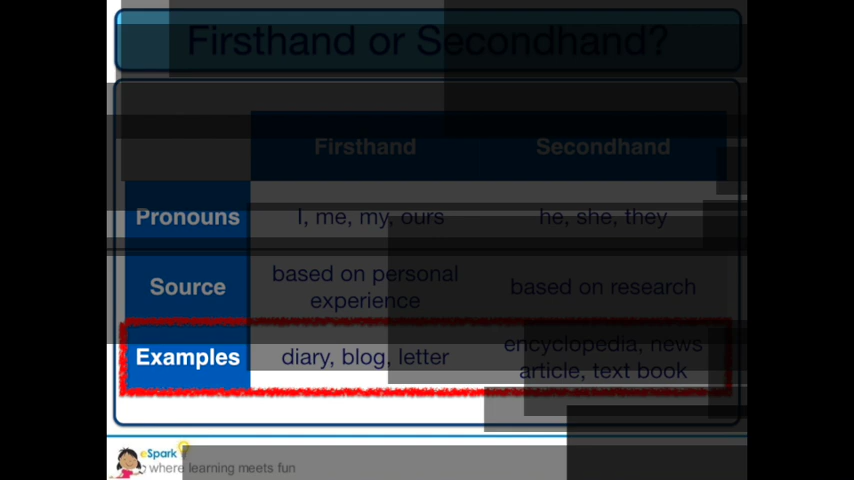 Firsthand or Secondhand?
Firsthand Secondhand
Pronouns I, me, my, ours he, she, they
Source based on personal experience based on research
Examples diary, blog, letter encyclopedia, news article, text book
eSpark
where learning meets fun